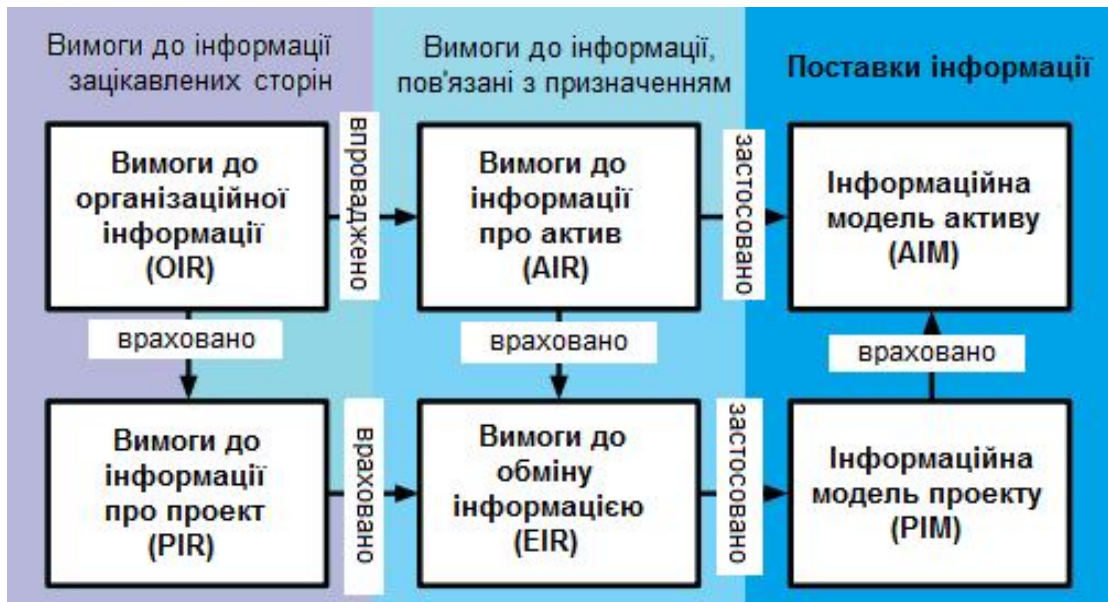 Вимоги до інформації
зацікавлених сторін
Вимоги до інформації,
пов'язані з призначенням
Поставки інформації
Вимоги до
організаційної
інформації
(OIR)
впроваджено
Вимоги до
інформації
про актив
(AIR)
застосовано
Інформаційна
модель активу
(AIM)
враховано
враховано
враховано
Вимоги до
інформації
про проект
(PIR)
враховано
Вимоги до
обміну
інформацією
(EIR)
застосовано
Інформаційна
модель проекту
(PIM)